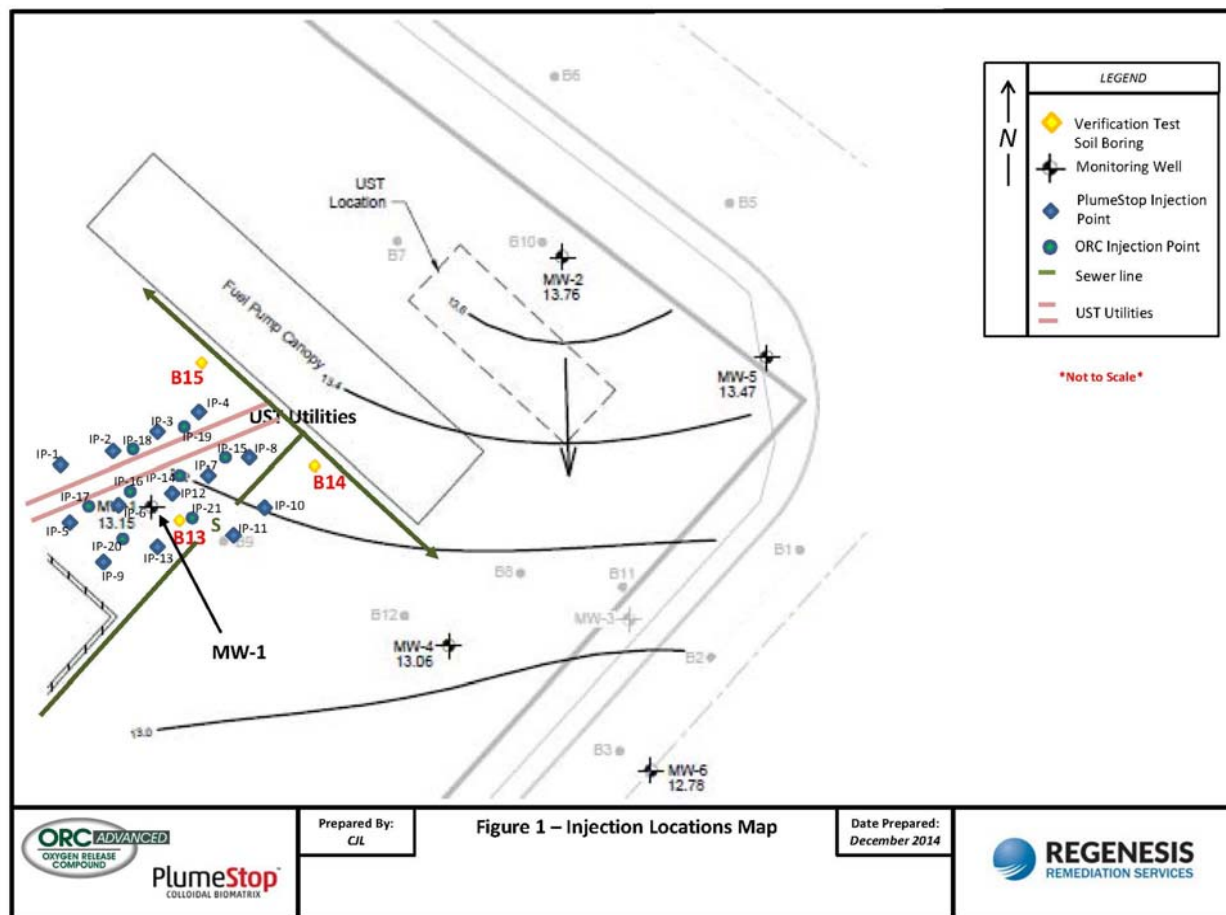 B6
B5
UST
Location
B7
B10
MW-2
13.76
13.6
Fuel Pump Canopy
13.4
MW-5
13.47
B15
IP-4
IP-3
UST Utilities
IP-19
IP-2
IP-18
IP-1
IP-15
IP-8
IP-14
IP-7
B14
IP-16
IP12
IP-17
MW-1
IP-6
IP-21
IP-10
IP-5
13.15
B13
S
IP-11
B9
IP-20
IP-13
IP-9
B1
B8
B11
B12
MW-3
MW-1
MW-4
13.06
B2
13.0
B3
MW-6
12.78
N
LEGEND
Verification Test
Soil Boring
Monitoring Well
PlumeStop Injection
Point
ORC Injection Point
Sewer line
UST Utilities
*Not to Scale*
ORC ADVANCED
OXYGEN RELEASE
COMPOUND
PlumeStop™
COLLOIDAL BIOMATRIX
Prepared By:
CJL
Figure 1 – Injection Locations Map
Date Prepared:
December 2014
REGENESIS
REMEDIATION SERVICES